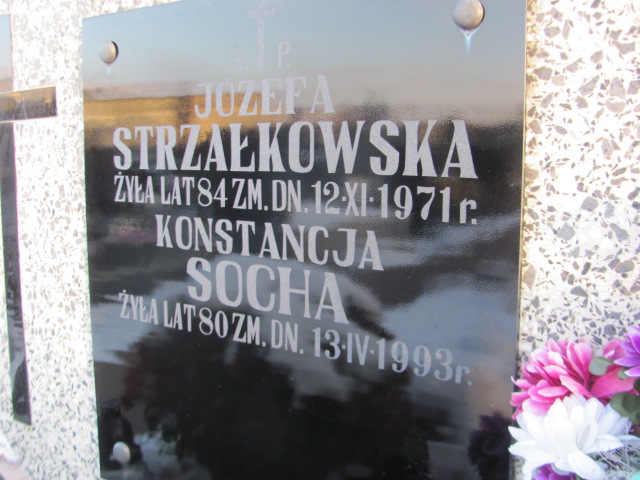 Ś. P.
JÓZEFA
STRZAŁKOWSKA
ŻYŁA LAT 84 ZM. DN. 12·XI·1971 r.
KONSTANCJA
SOCHA
ŻYŁA LAT 80 ZM. DN. 13·IV·1993 r.